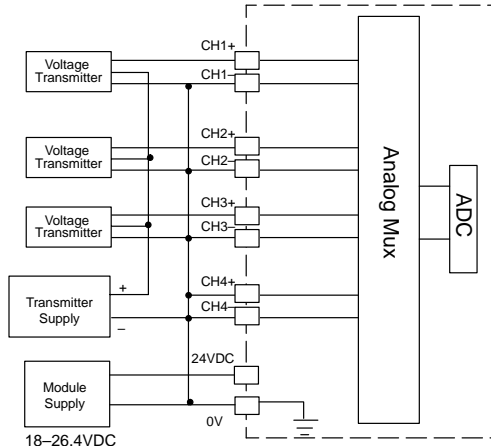 CH1+
Voltage
Transmitter
CH1–
CH2+
Voltage
Transmitter
CH2–
CH3+
Voltage
Transmitter
CH3–
CH4+
+
Transmitter
Supply
CH4–
–
24VDC
Module
Supply
0V
18–26.4VDC
Analog Mux
ADC